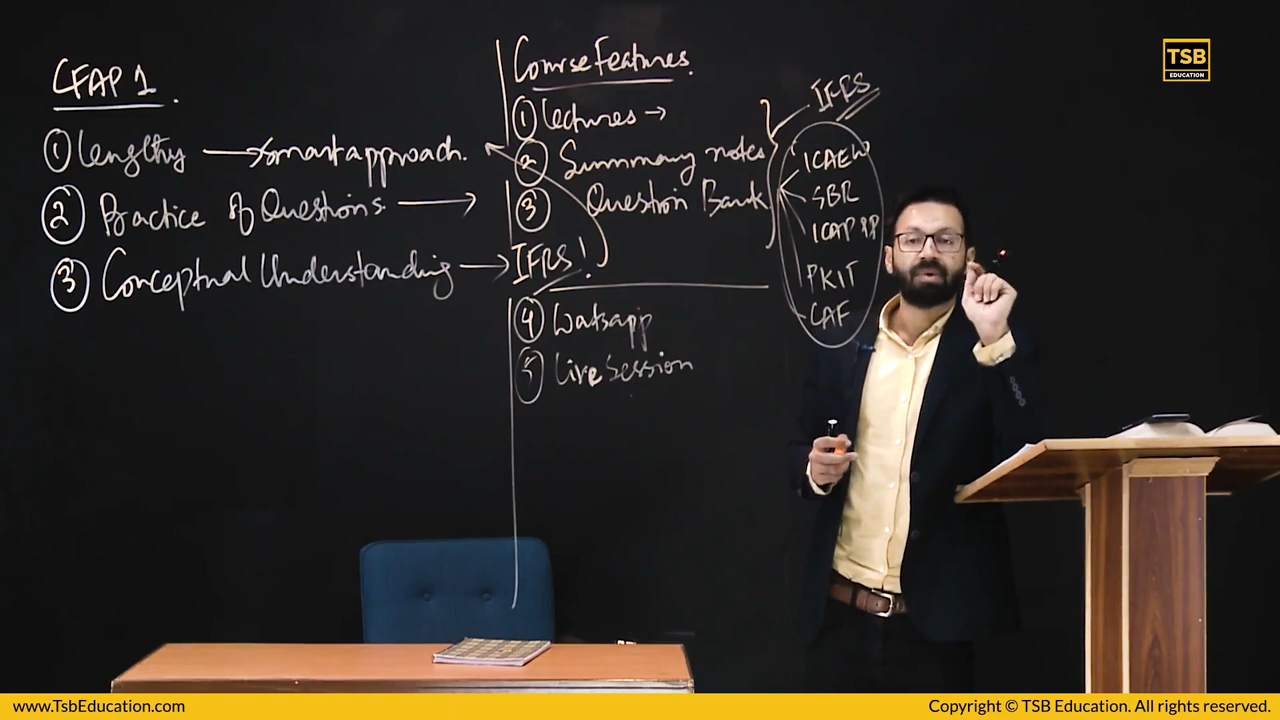 CFAP 1.
① Lengthy → smart approach.
② Practice of Questions. →
③ Conceptual Understanding →
Course Features.
① Lectures →
② Summary notes
③ Question Bank
IFRS!
④ Watsapp
⑤ Live Session
IFRS
ICAEW
SBR
ICAP
PKIT
CAF
TSB
EDUCATION
www.TsbEducation.com
Copyright © TSB Education. All rights reserved.